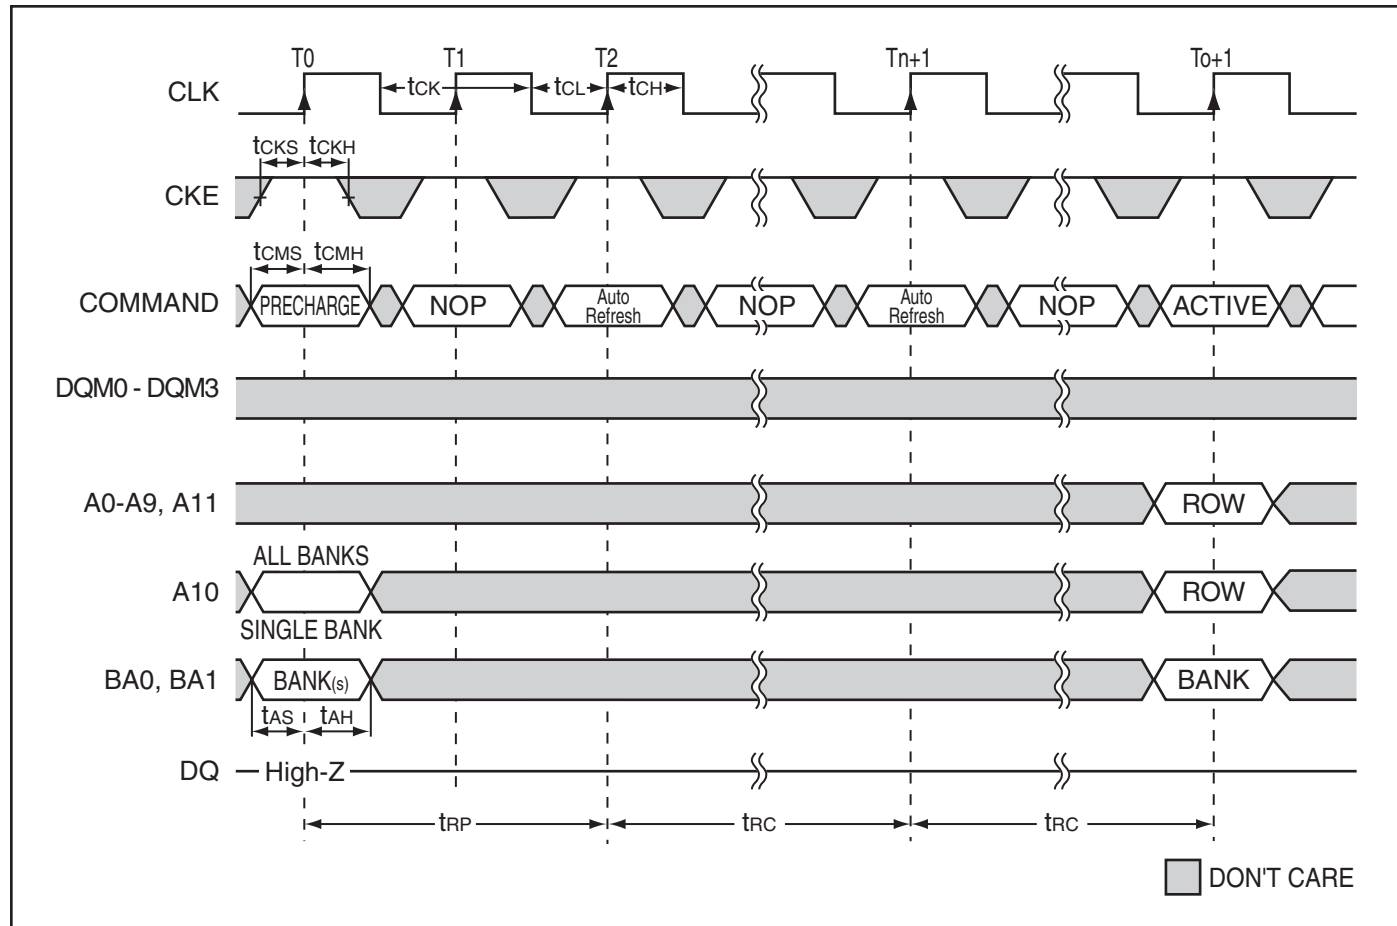 T0 T1 T2 Tn+1 To+1
CLK tCK tCL tCH
tCKS tCKH
CKE
tCMS tCMH
COMMAND PRECHARGE NOP Auto Refresh NOP Auto Refresh NOP ACTIVE
DQM0 - DQM3
A0-A9, A11 ROW
ALL BANKS
A10 ROW
SINGLE BANK
BA0, BA1 BANK(s) BANK
tAS tAH
DQ High-Z
tRP tRC tRC
DON'T CARE